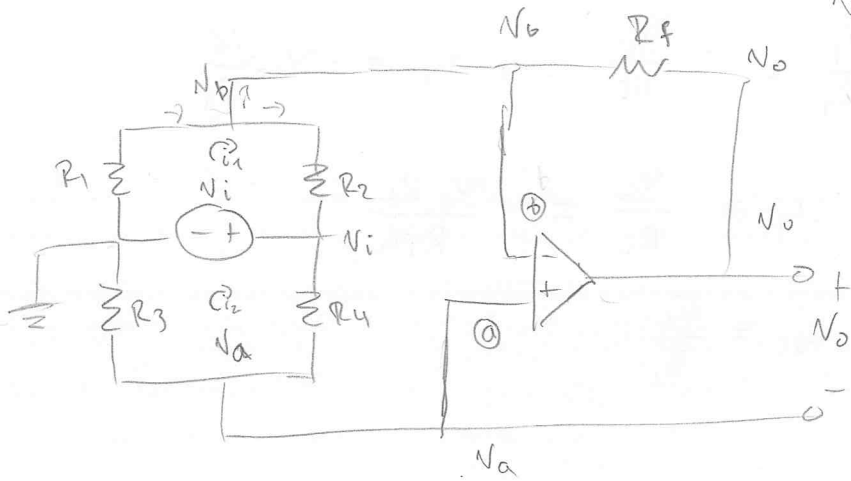 Vb Rf Vo
Vb
i1
R1 Vi R2
- + Vi
b
Vo
-
+
+
i2
R3 R4
a
Vo
Va
-
Va